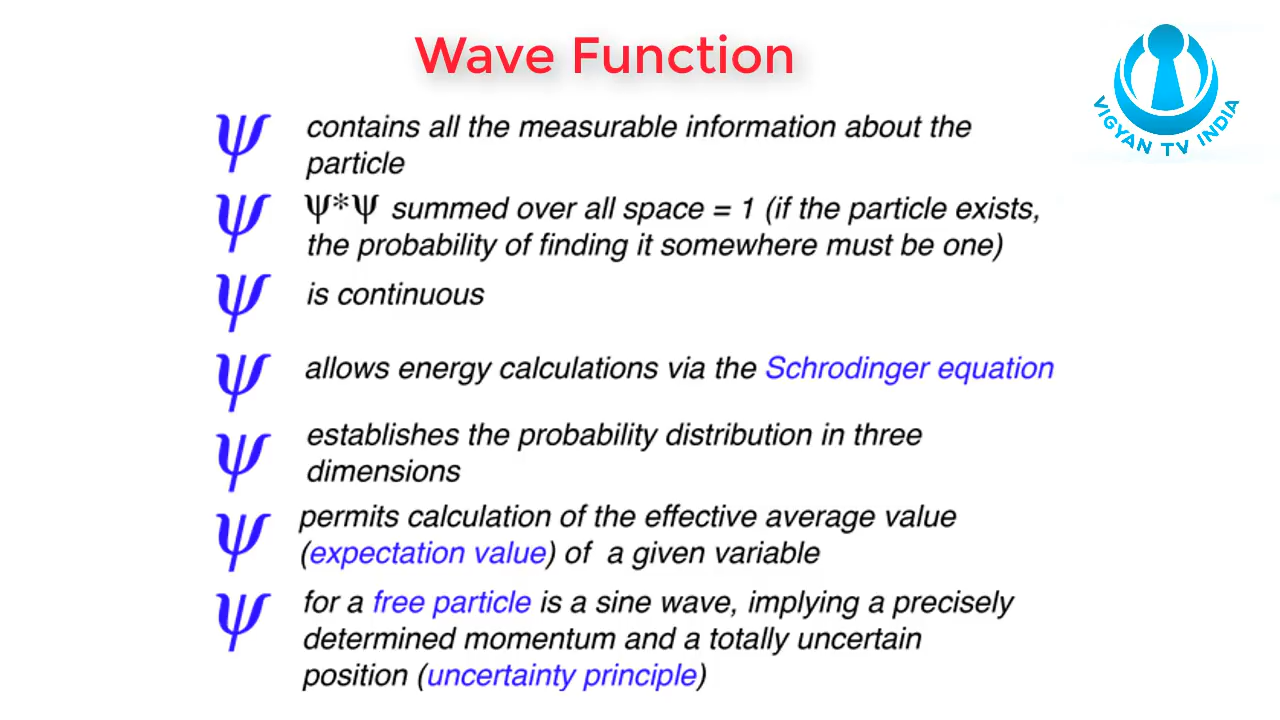 Wave Function
VIGYAN TV INDIA
ψ contains all the measurable information about the
particle
ψ ψ*ψ summed over all space = 1 (if the particle exists,
the probability of finding it somewhere must be one)
ψ is continuous
ψ allows energy calculations via the Schrodinger equation
ψ establishes the probability distribution in three
dimensions
ψ permits calculation of the effective average value
(expectation value) of a given variable
ψ for a free particle is a sine wave, implying a precisely
determined momentum and a totally uncertain
position (uncertainty principle)